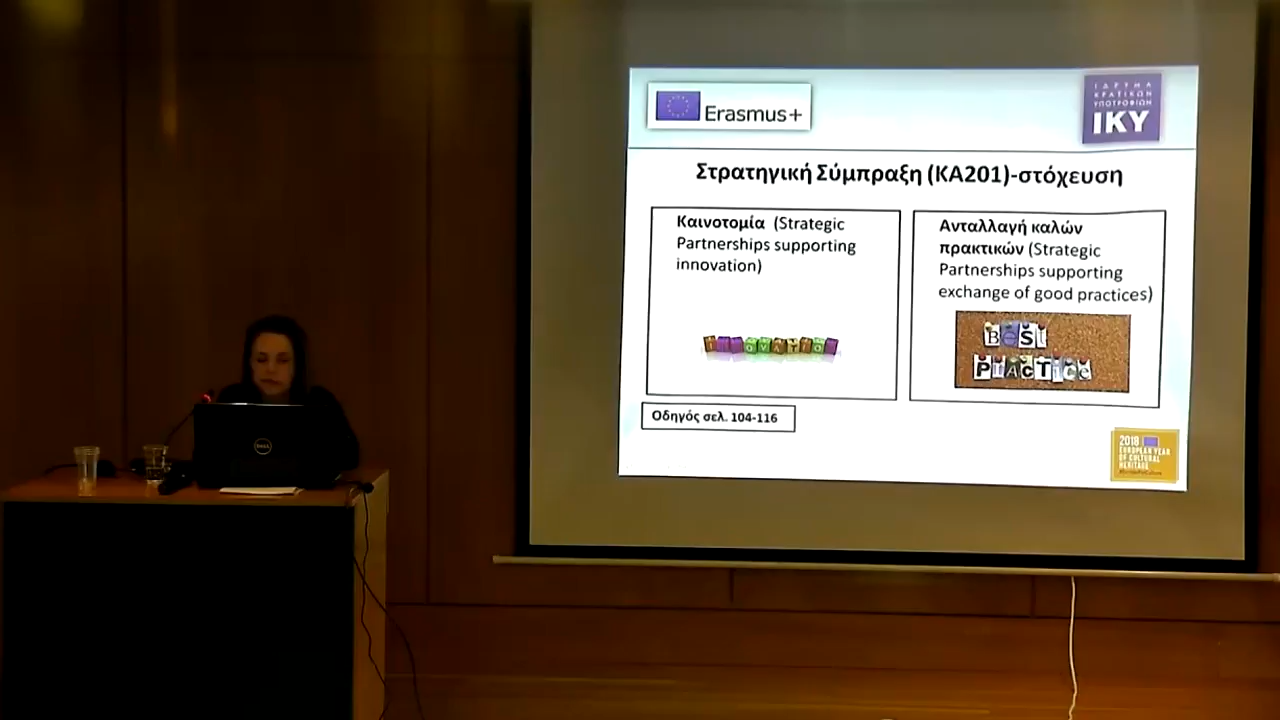 Erasmus+
ΙΔΡΥΜΑ
ΚΡΑΤΙΚΩΝ
ΥΠΟΤΡΟΦΙΩΝ
ΙΚΥ
Στρατηγική Σύμπραξη (ΚΑ201)-στόχευση
Καινοτομία (Strategic
Partnerships supporting
innovation)
Ανταλλαγή καλών
πρακτικών (Strategic
Partnerships supporting
exchange of good practices)
BeSt
PrAcTice
Οδηγός σελ. 104-116
2018
EUROPEAN YEAR
OF CULTURAL
HERITAGE
DELL